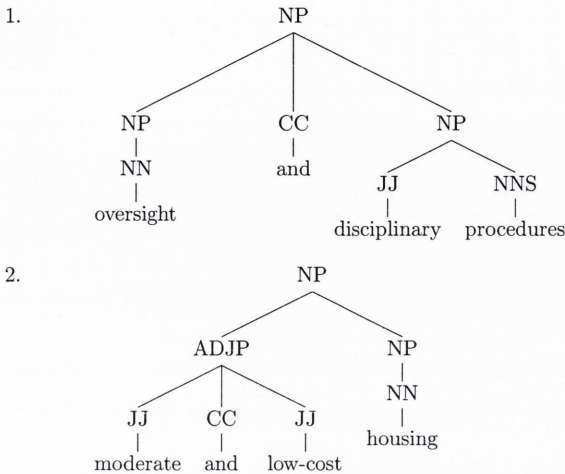 1.
NP
NP CC NP
NN and JJ NNS
oversight disciplinary procedures
2.
NP
ADJP NP
JJ CC JJ NN
moderate and low-cost housing